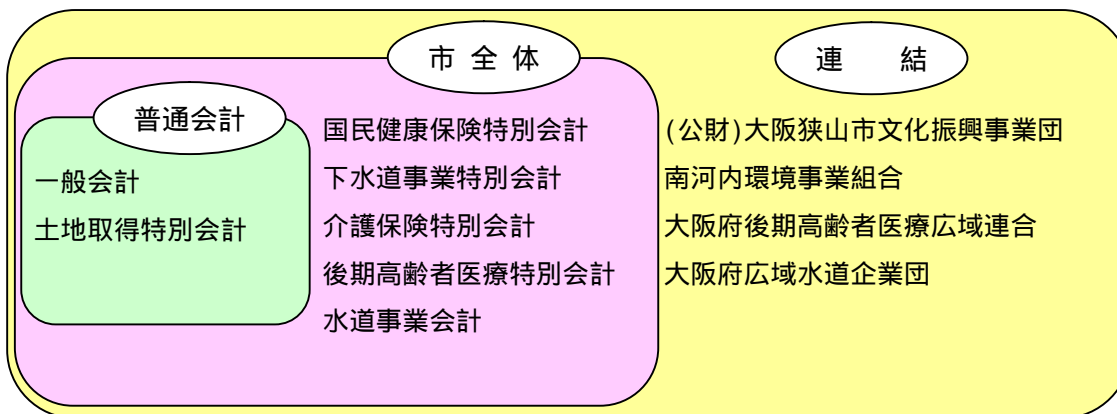 市 全 体
連 結
普通会計
一般会計
土地取得特別会計
国民健康保険特別会計
下水道事業特別会計
介護保険特別会計
後期高齢者医療特別会計
水道事業会計
(公財)大阪狭山市文化振興事業団
南河内環境事業組合
大阪府後期高齢者医療広域連合
大阪府広域水道企業団